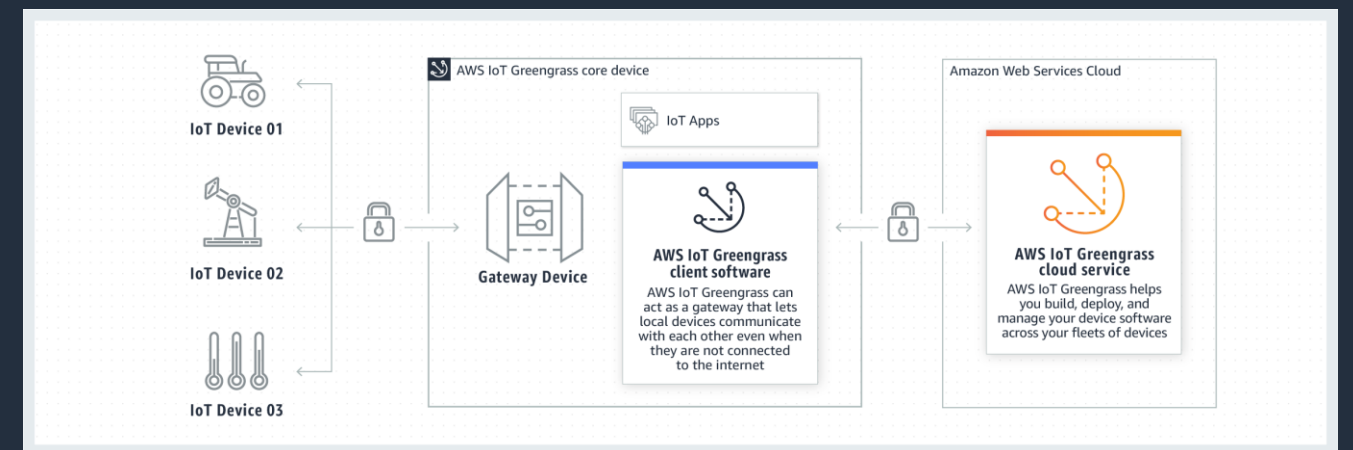 IoT Device 01
IoT Device 02
IoT Device 03
AWS IoT Greengrass core device
IoT Apps
Gateway Device
AWS IoT Greengrass
client software
AWS IoT Greengrass can
act as a gateway that lets
local devices communicate
with each other even when
they are not connected
to the internet
Amazon Web Services Cloud
AWS IoT Greengrass
cloud service
AWS IoT Greengrass helps
you build, deploy, and
manage your device software
across your fleets of devices